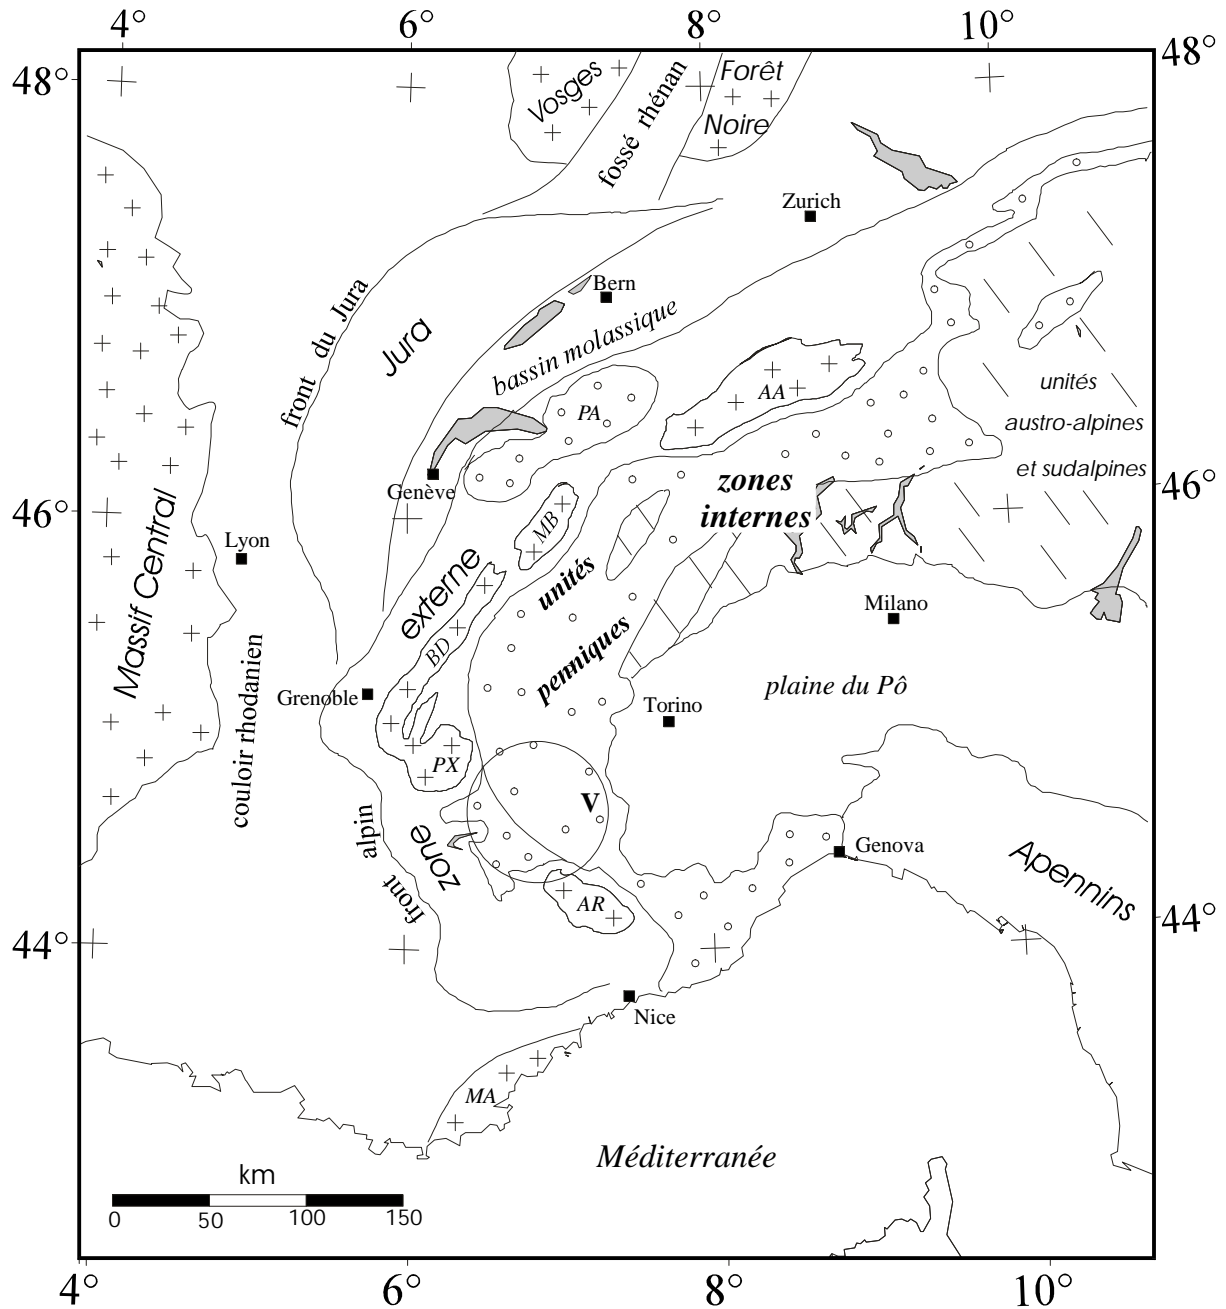 4° 6° 8° 10°
48° 48°
Vosges
fossé rhénan
Forêt
Noire
Zurich
front du Jura
Jura
Bern
bassin molassique
PA
AA
unités
austro-alpines
et sudalpines
Genève
zones
internes
46° 46°
Massif Central
Lyon
MB
externe
unités
penniques
BD
Milano
Grenoble
couloir rhodanien
plaine du Pô
Torino
PX
V
alpin
front
zone
Genova
Apennins
AR
44° 44°
Nice
MA
Méditerranée
km
0 50 100 150
4° 6° 8° 10°